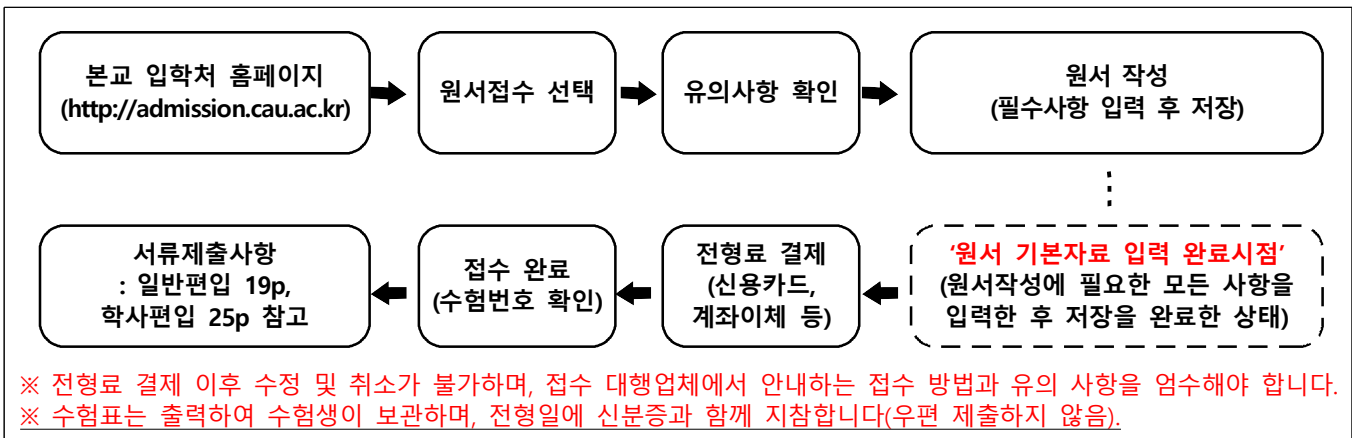 본교 입학처 홈페이지
(http://admission.cau.ac.kr)
원서접수 선택
유의사항 확인
원서 작성
(필수사항 입력 후 저장)
'원서 기본자료 입력 완료시점'
(원서작성에 필요한 모든 사항을
입력한 후 저장을 완료한 상태)
전형료 결제
(신용카드,
계좌이체 등)
접수 완료
(수험번호 확인)
서류제출사항
: 일반편입 19p,
학사편입 25p 참고
※ 전형료 결제 이후 수정 및 취소가 불가하며, 접수 대행업체에서 안내하는 접수 방법과 유의 사항을 엄수해야 합니다.
※ 수험표는 출력하여 수험생이 보관하며, 전형일에 신분증과 함께 지참합니다(우편 제출하지 않음).